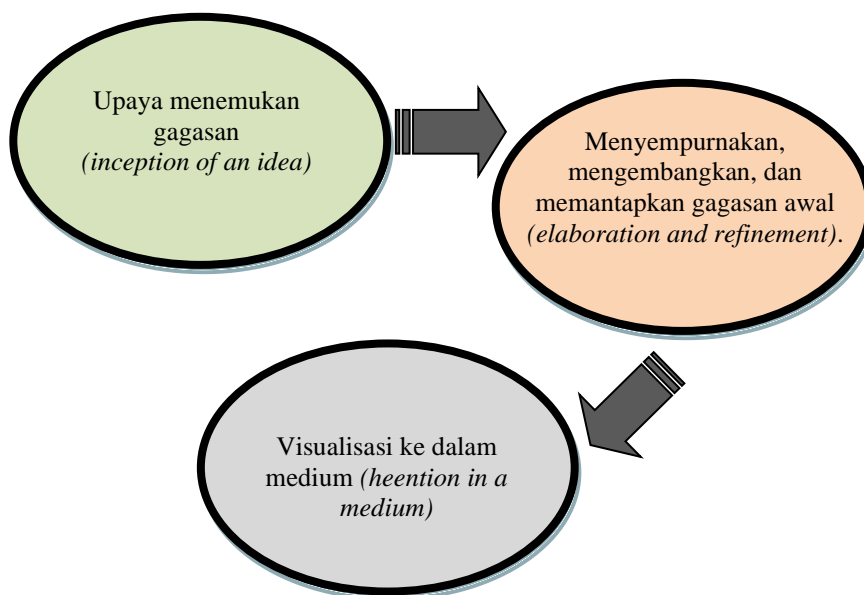 Upaya menemukan
gagasan
(inception of an idea)
Menyempurnakan,
mengembangkan, dan
memantapkan gagasan awal
(elaboration and refinement).
Visualisasi ke dalam
medium (heention in a
medium)